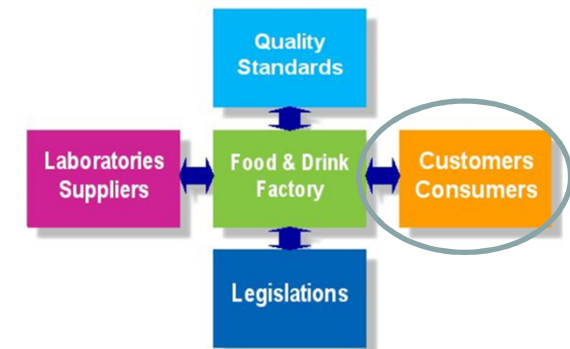 Quality
Standards
Laboratories
Suppliers
Food & Drink
Factory
Customers
Consumers
Legislations